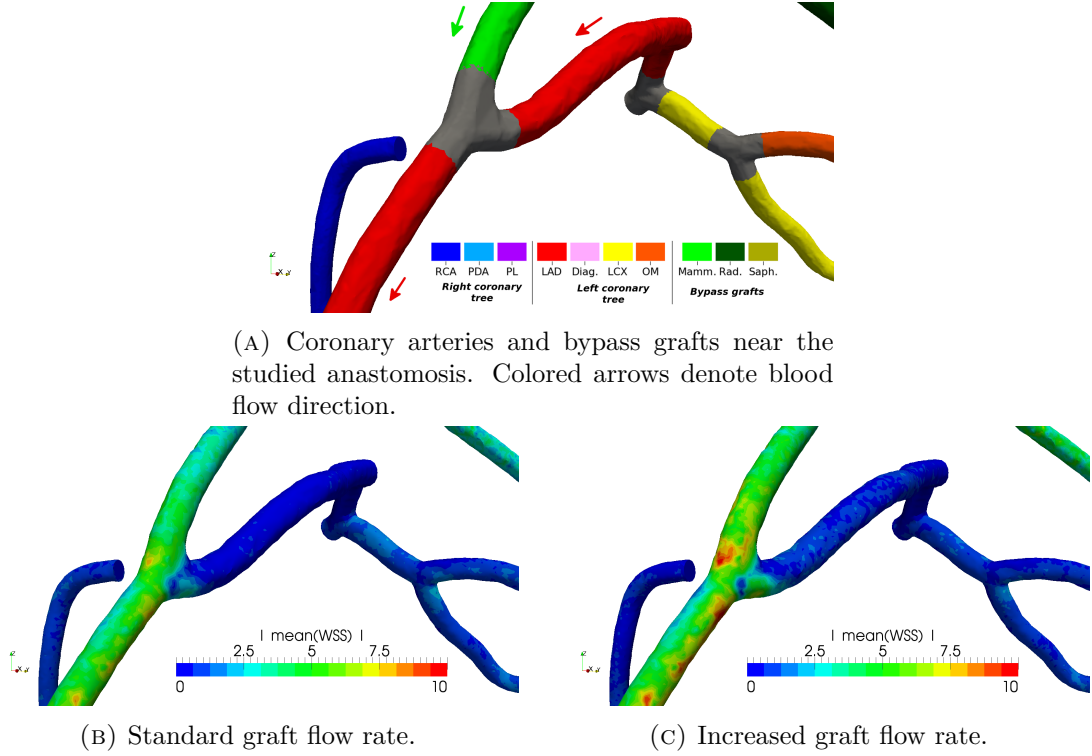 RCA PDA PL LAD Diag. LCX OM Mamm. Rad. Saph.
Right coronary tree
Left coronary tree
Bypass grafts
Z
X Y
(A) Coronary arteries and bypass grafts near the
studied anastomosis. Colored arrows denote blood
flow direction.
| mean(WSS) |
2.5 5 7.5
0 10
Z
X Y
(B) Standard graft flow rate.
| mean(WSS) |
2.5 5 7.5
0 10
Z
X Y
(C) Increased graft flow rate.